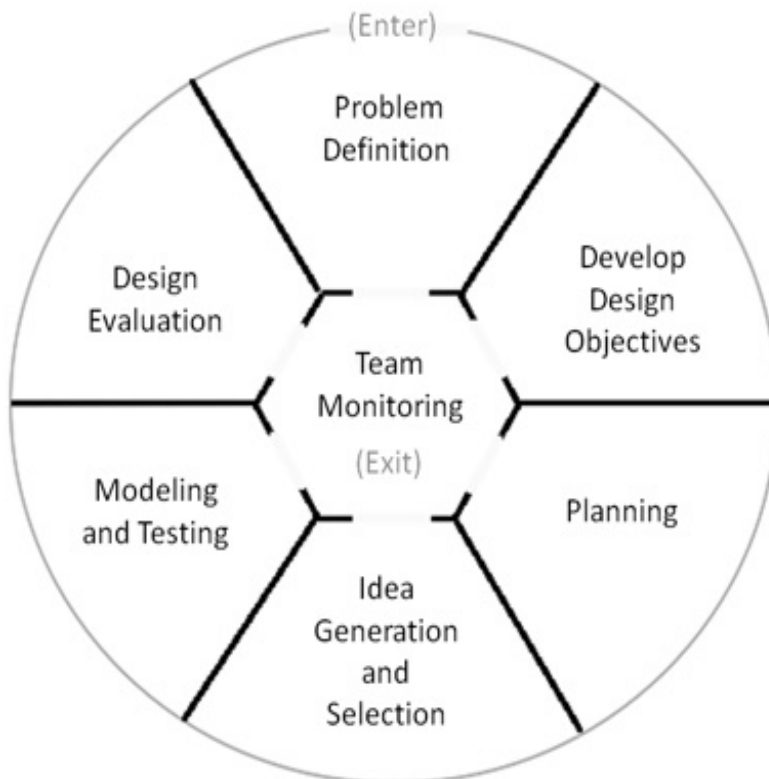 (Enter)
Problem
Definition
Develop
Design
Objectives
Planning
Idea
Generation
and
Selection
Modeling
and Testing
Design
Evaluation
Team
Monitoring
(Exit)